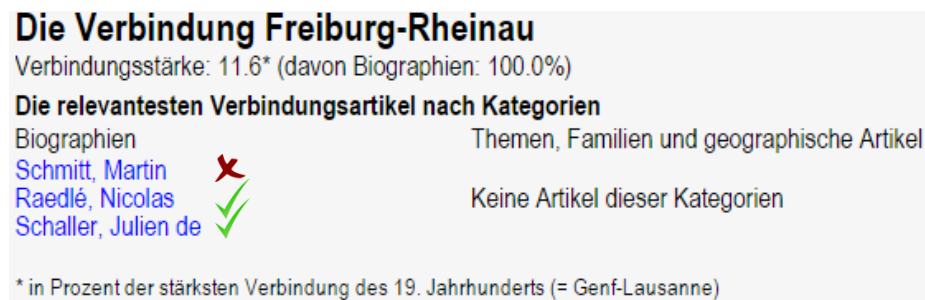 Die Verbindung Freiburg-Rheinau
Verbindungsstärke: 11.6* (davon Biographien: 100.0%)
Die relevantesten Verbindungsartikel nach Kategorien
Biographien
Schmitt, Martin
Raedlé, Nicolas
Schaller, Julien de
Themen, Familien und geographische Artikel
Keine Artikel dieser Kategorien
* in Prozent der stärksten Verbindung des 19. Jahrhunderts (= Genf-Lausanne)